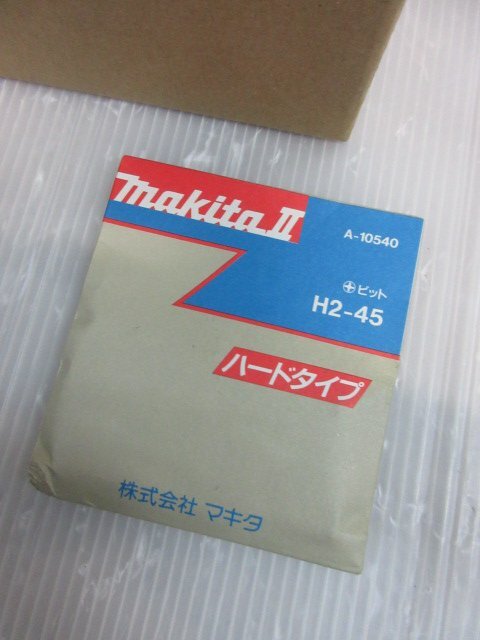 makita II
A-10540
⊕ビット
H2-45
ハードタイプ
株式会社 マキタ